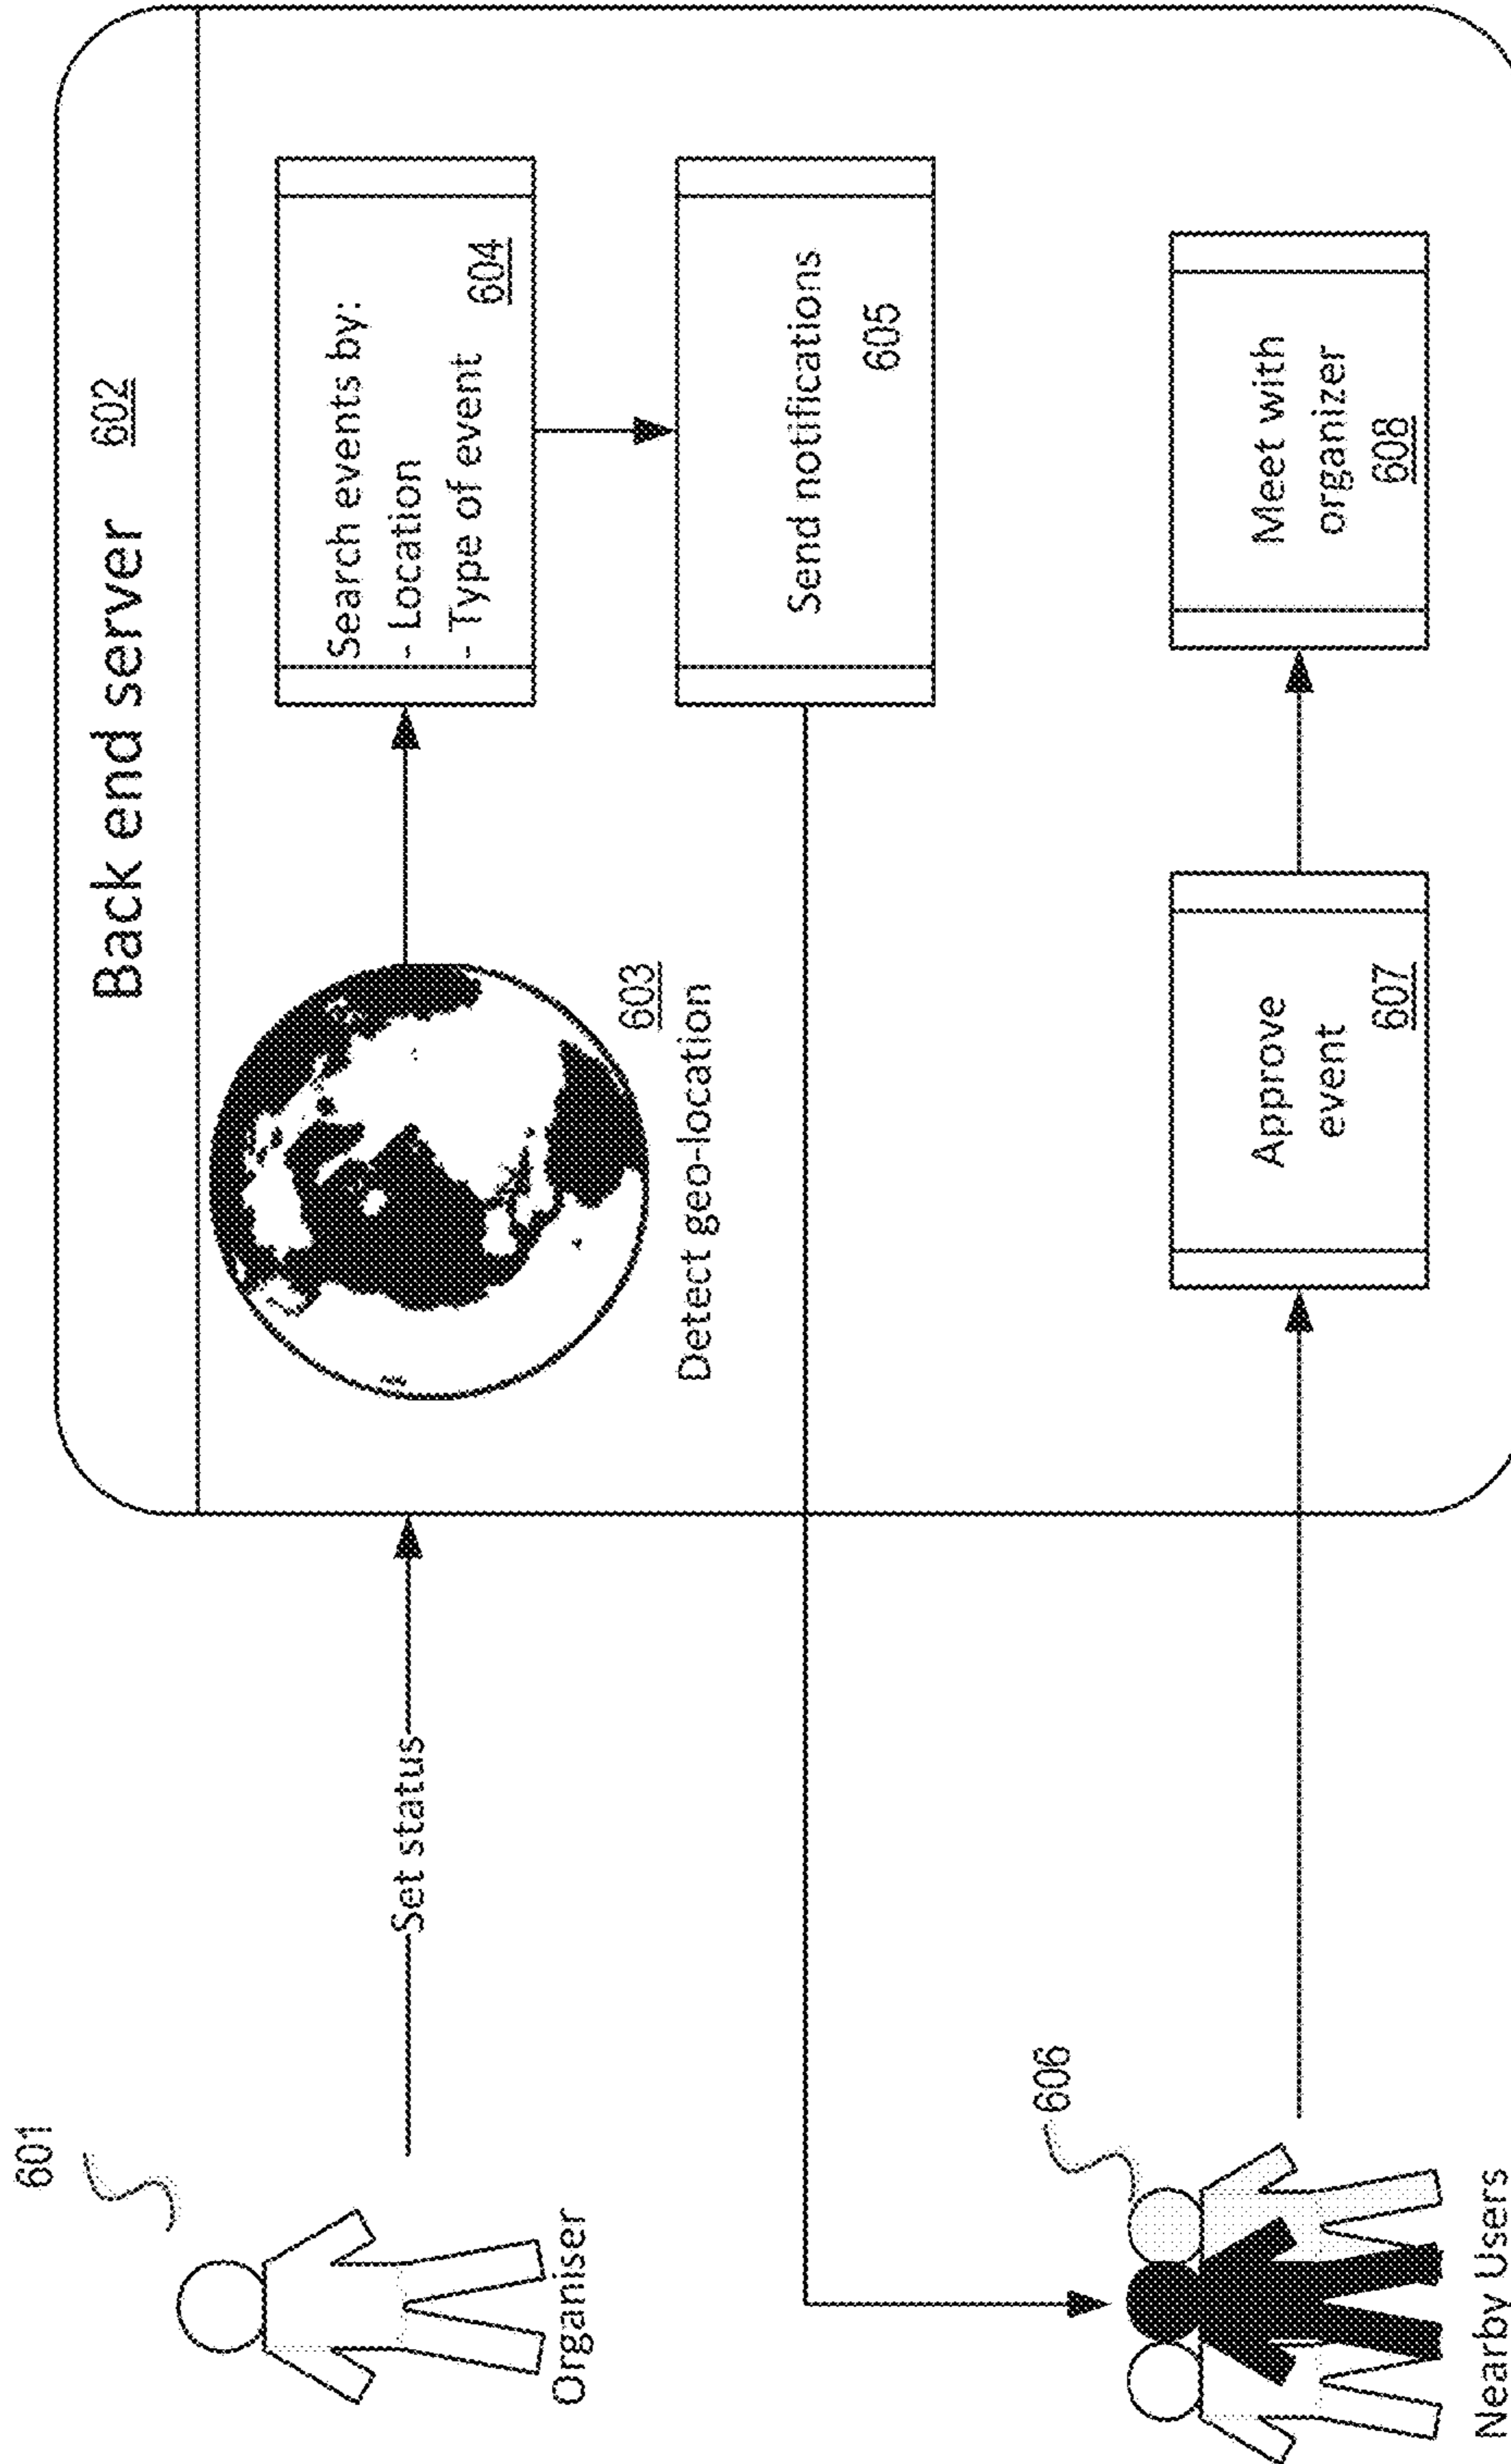 Back end server 602
601
Set status
Organiser
603
Detect geo-location
Search events by:
- Location
- Type of event
604
Send notifications
605
606
Nearby Users
Approve
event
607
Meet with
organizer
608